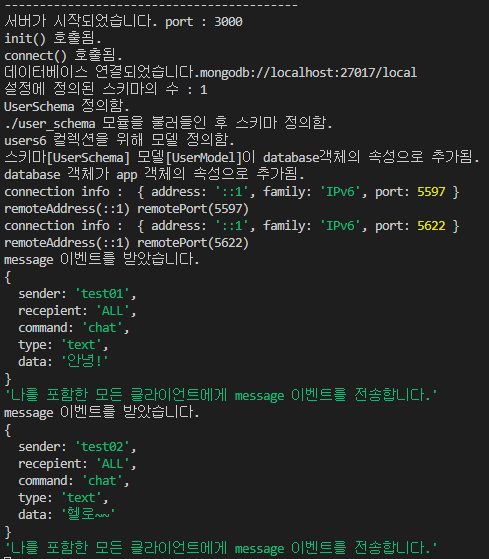 ----------------------------------------
서버가 시작되었습니다. port : 3000
init() 호출됨.
connect() 호출됨.
데이터베이스 연결되었습니다.mongodb://localhost:27017/local
설정에 정의된 스키마의 수 : 1
UserSchema 정의함.
./user_schema 모듈을 불러들인 후 스키마 정의함.
users6 컬렉션을 위해 모델 정의함.
스키마[UserSchema] 모델[UserModel]이 database객체의 속성으로 추가됨.
database 객체가 app 객체의 속성으로 추가됨.
connection info :  { address: '::1', family: 'IPv6', port: 5597 }
remoteAddress(::1) remotePort(5597)
connection info :  { address: '::1', family: 'IPv6', port: 5622 }
remoteAddress(::1) remotePort(5622)
message 이벤트를 받았습니다.
{
  sender: 'test01',
  recepient: 'ALL',
  command: 'chat',
  type: 'text',
  data: '안녕!'
}
'나를 포함한 모든 클라이언트에게 message 이벤트를 전송합니다.'
message 이벤트를 받았습니다.
{
  sender: 'test02',
  recepient: 'ALL',
  command: 'chat',
  type: 'text',
  data: '헬로~~'
}
'나를 포함한 모든 클라이언트에게 message 이벤트를 전송합니다.'